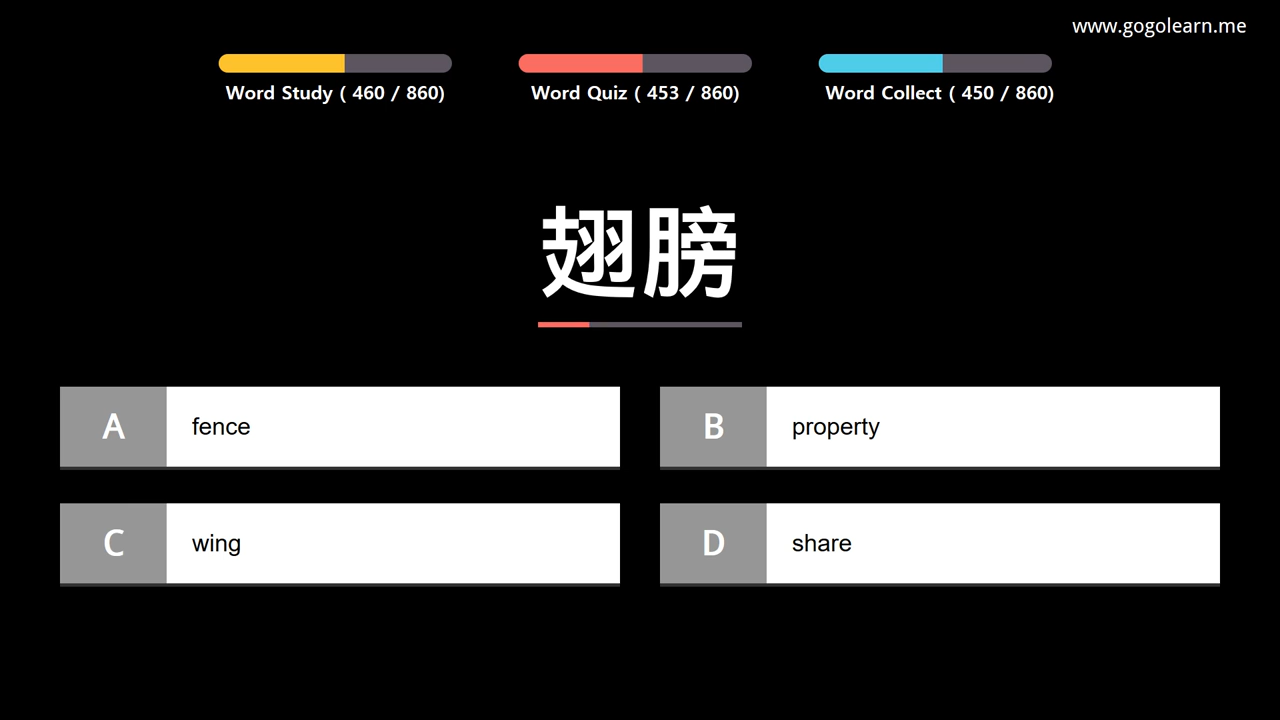 www.gogolearn.me
Word Study ( 460 / 860)
Word Quiz ( 453 / 860)
Word Collect ( 450 / 860)
翅膀
A fence
B property
C wing
D share